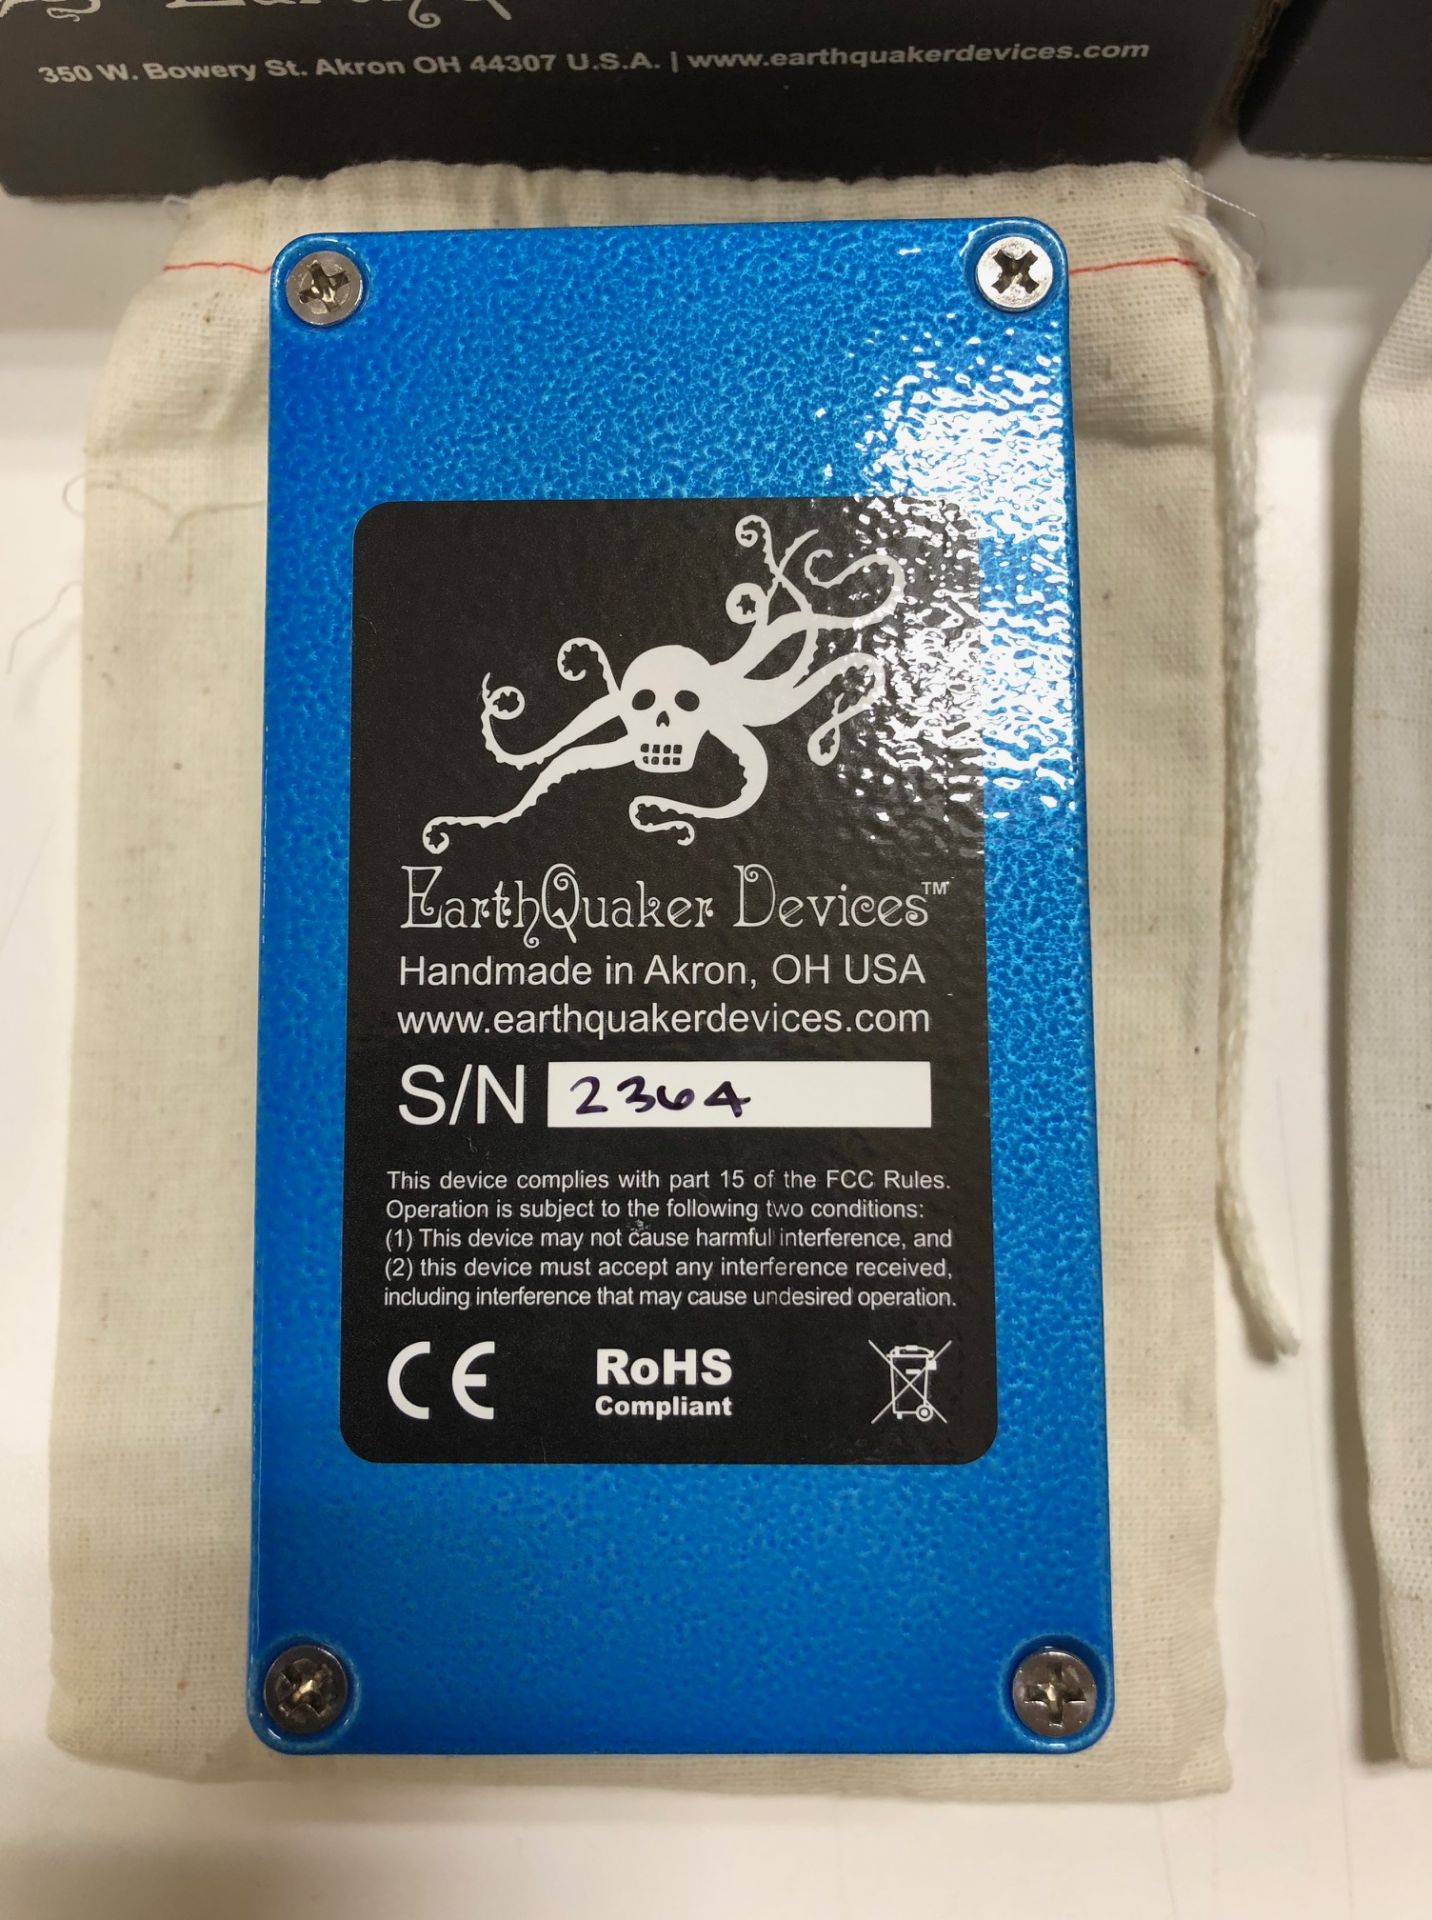 350 W. Bowery St. Akron OH 44307 U.S.A. | www.earthquakerdevices.com
EarthQuaker Devices™
Handmade in Akron, OH USA
www.earthquakerdevices.com
S/N 2364
This device complies with part 15 of the FCC Rules.
Operation is subject to the following two conditions:
(1) This device may not cause harmful interference, and
(2) this device must accept any interference received,
including interference that may cause undesired operation.
CE RoHS
Compliant